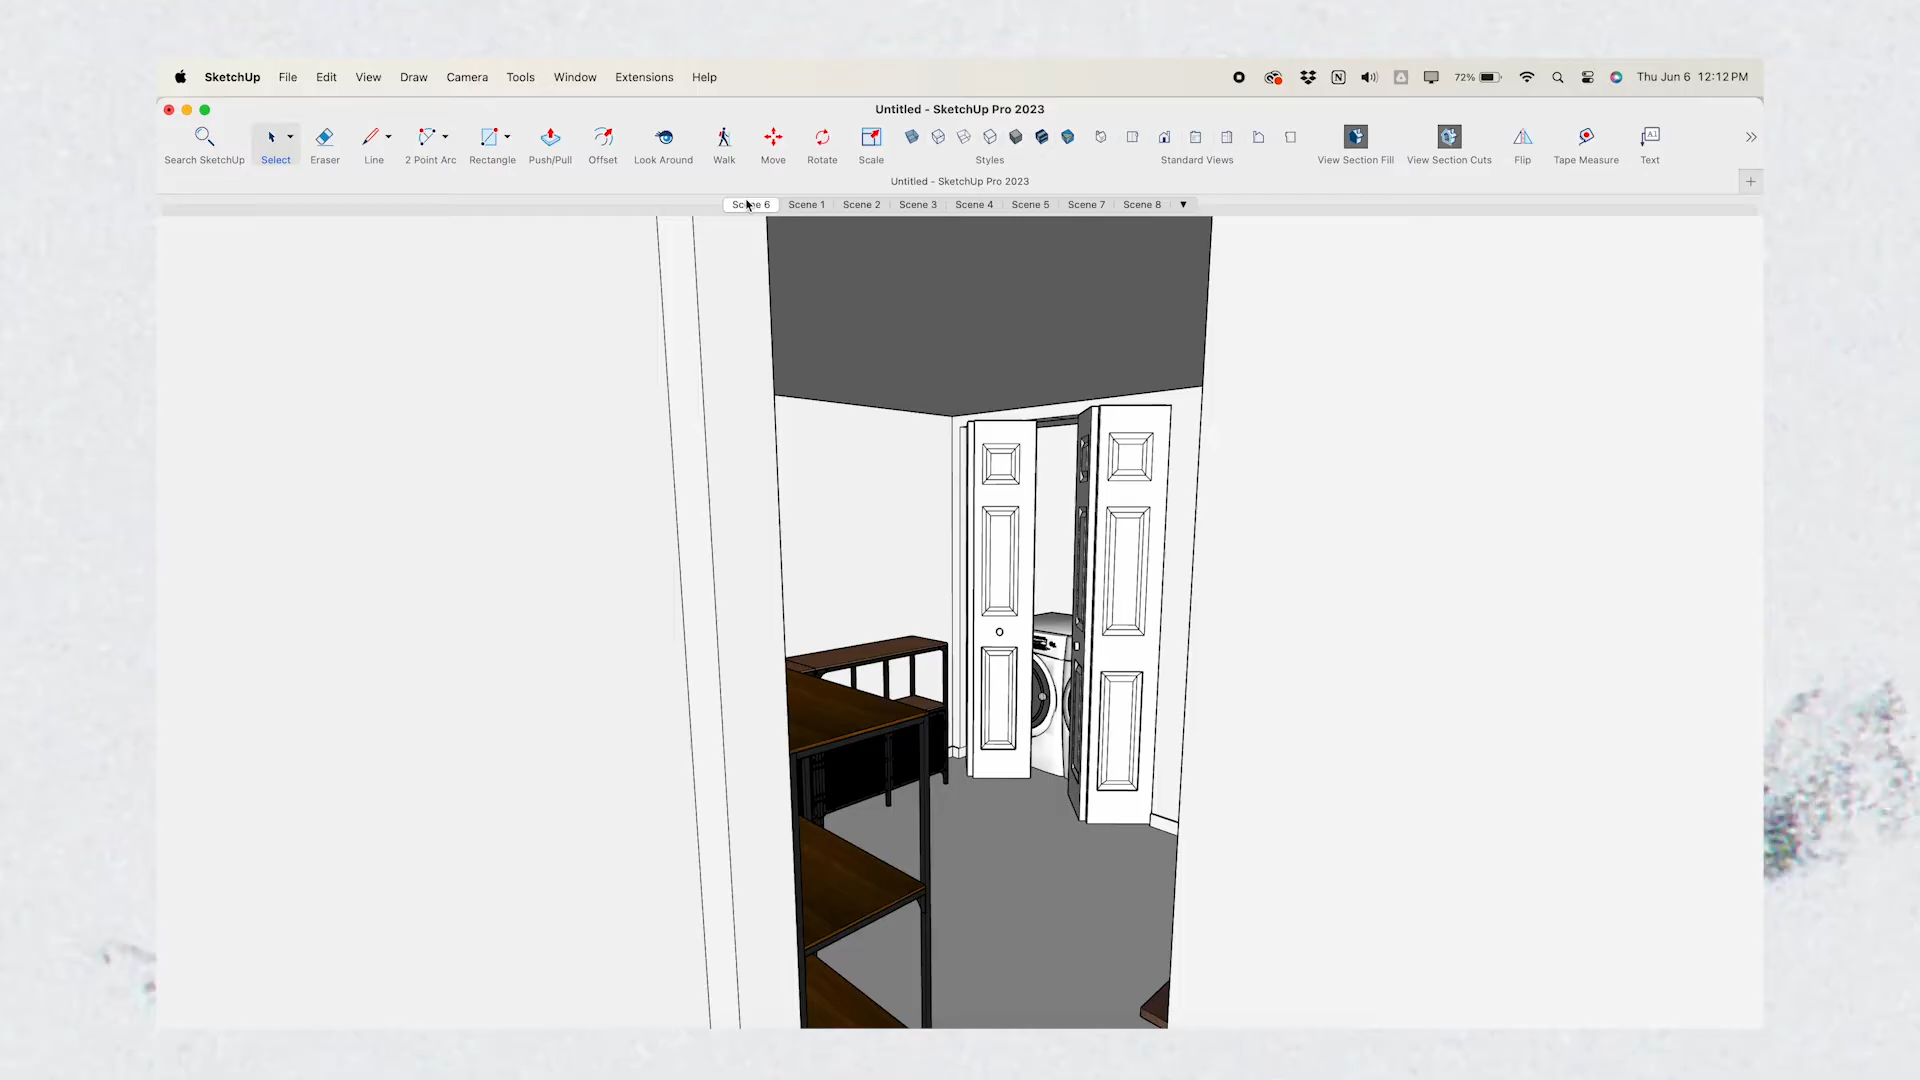 SketchUp File Edit View Draw Camera Tools Window Extensions Help 72% Thu Jun 6 12:12 PM
Untitled - SketchUp Pro 2023
Search SketchUp Select Eraser Line 2 Point Arc Rectangle Push/Pull Offset Look Around Walk Move Rotate Scale Styles Standard Views View Section Fill View Section Cuts Flip Tape Measure Text
Untitled - SketchUp Pro 2023
Scene 6 Scene 1 Scene 2 Scene 3 Scene 4 Scene 5 Scene 7 Scene 8